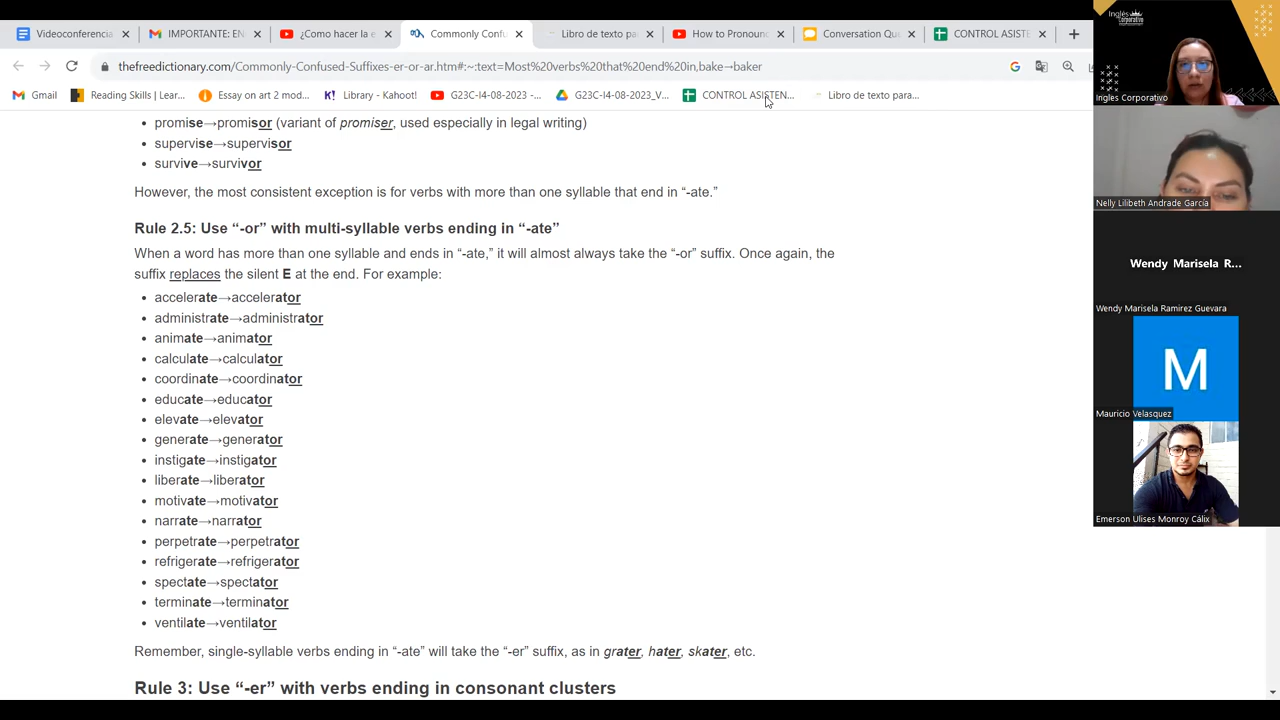 Videoconferencia
IMPORTANTE: EN
¿Como hacer la e
Commonly Confu
Libro de texto pa
How to Pronoun
Conversation Qu
CONTROL ASISTE
thefreedictionary.com/Commonly-Confused-Suffixes-er-or-ar.htm#:~:text=Most%20verbs%20that%20end%20in,bake→baker
Gmail
Reading Skills | Lear...
Essay on art 2 mod...
Library - Kahoot!
G23C-I4-08-2023 -...
G23C-I4-08-2023_V...
CONTROL ASISTEN...
Libro de texto para...
promise→promisor (variant of promiser, used especially in legal writing)
supervise→supervisor
survive→survivor
However, the most consistent exception is for verbs with more than one syllable that end in “-ate.”
Rule 2.5: Use “-or” with multi-syllable verbs ending in “-ate”
When a word has more than one syllable and ends in “-ate,” it will almost always take the “-or” suffix. Once again, the
suffix replaces the silent E at the end. For example:
accelerate→accelerator
administrate→administrator
animate→animator
calculate→calculator
coordinate→coordinator
educate→educator
elevate→elevator
generate→generator
instigate→instigator
liberate→liberator
motivate→motivator
narrate→narrator
perpetrate→perpetrator
refrigerate→refrigerator
spectate→spectator
terminate→terminator
ventilate→ventilator
Remember, single-syllable verbs ending in “-ate” will take the “-er” suffix, as in grater, hater, skater, etc.
Rule 3: Use “-er” with verbs ending in consonant clusters
Inglés
Corporativo
Ingles Corporativo
Nelly Lilibeth Andrade García
Wendy Marisela R...
Wendy Marisela Ramirez Guevara
M
Mauricio Velasquez
Emerson Ulises Monroy Cálix